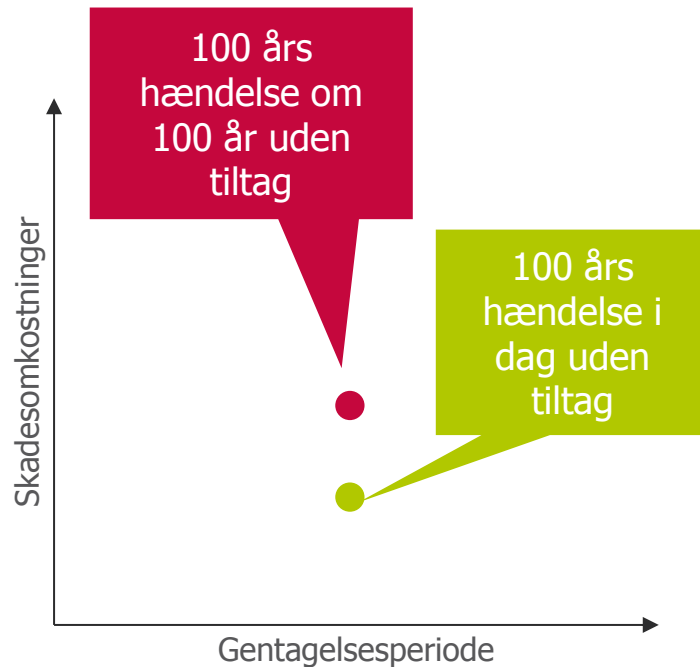 100 års
hændelse om
100 år uden
tiltag
100 års
hændelse i
dag uden
tiltag
Skadesomkostninger
Gentagelsesperiode